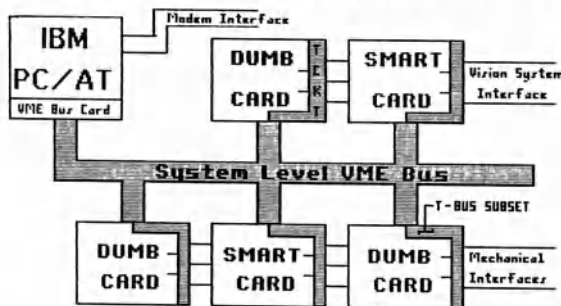 IBM
PC/AT
VME Bus Card
Modem Interface
DUMB
CARD
TCKT
SMART
CARD
Vision System
Interface
System Level VME Bus
T-BUS SUBSET
DUMB
CARD
SMART
CARD
DUMB
CARD
Mechanical
Interfaces